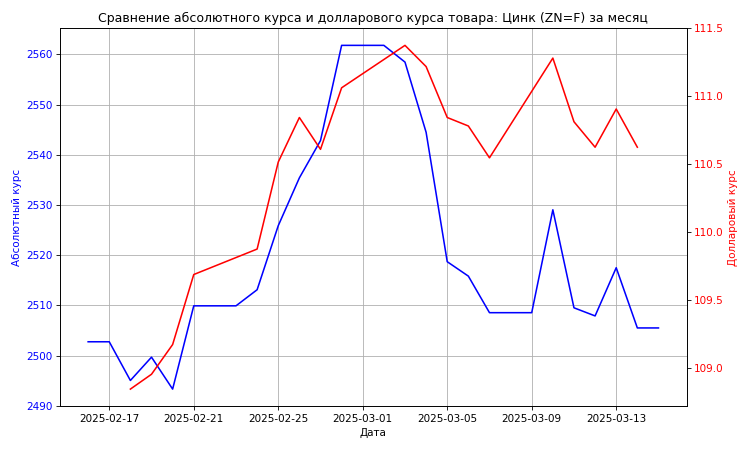 Сравнение абсолютного курса и долларового курса товара: Цинк (ZN=F) за месяц
Абсолютный курс
2560
2550
2540
2530
2520
2510
2500
2490
111.5
111.0
110.5
110.0
109.5
109.0
Долларовый курс
2025-02-17 2025-02-21 2025-02-25 2025-03-01 2025-03-05 2025-03-09 2025-03-13
Дата